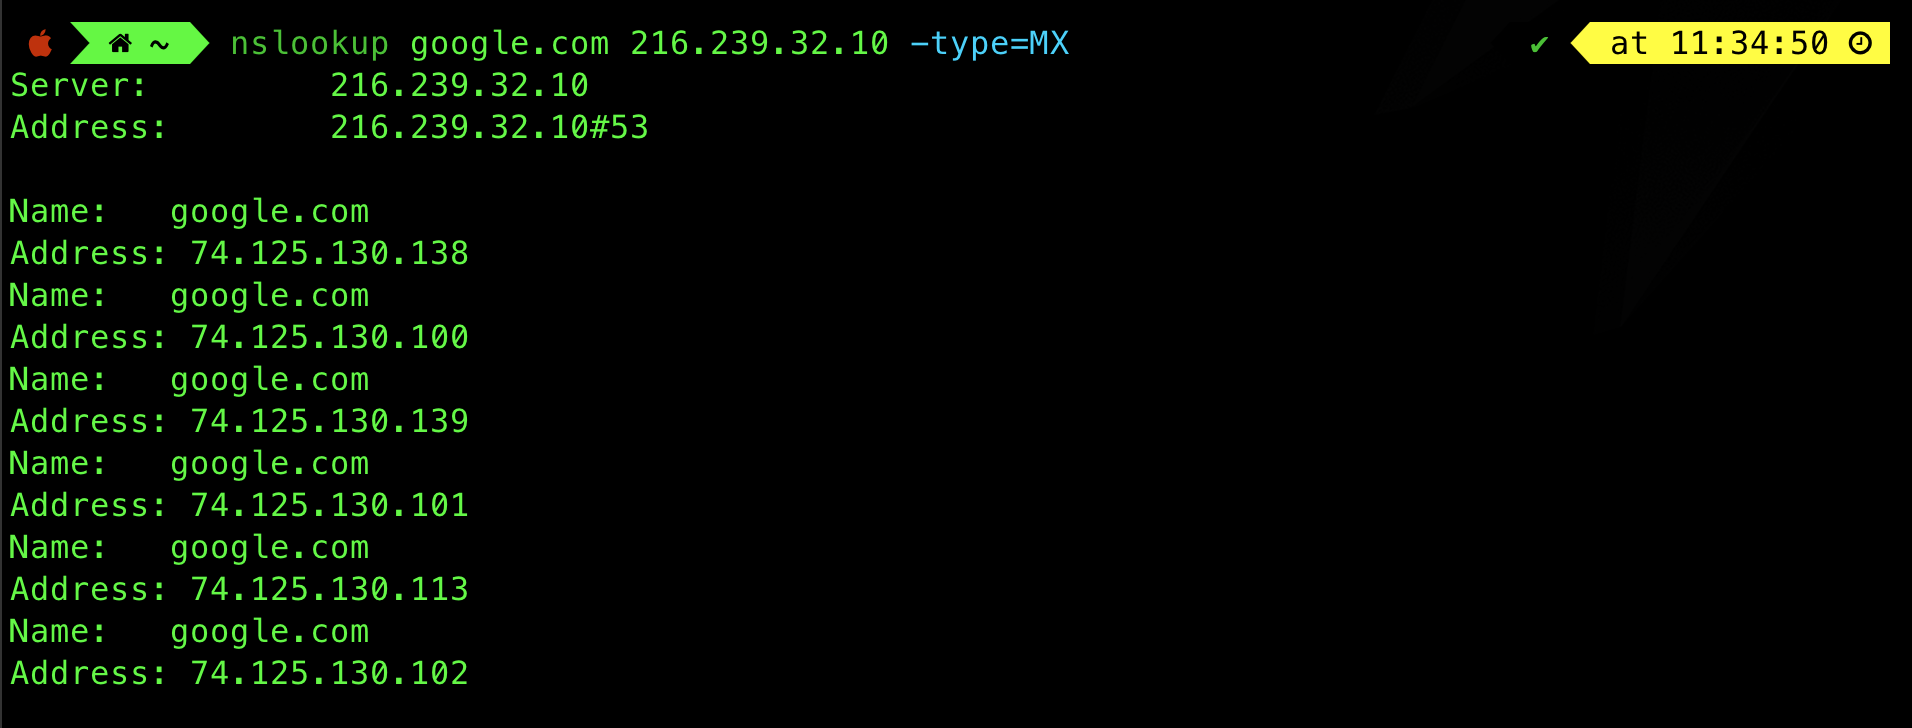 ~ nslookup google.com 216.239.32.10 -type=MX ✔ at 11:34:50
Server: 216.239.32.10
Address: 216.239.32.10#53
Name: google.com
Address: 74.125.130.138
Name: google.com
Address: 74.125.130.100
Name: google.com
Address: 74.125.130.139
Name: google.com
Address: 74.125.130.101
Name: google.com
Address: 74.125.130.113
Name: google.com
Address: 74.125.130.102